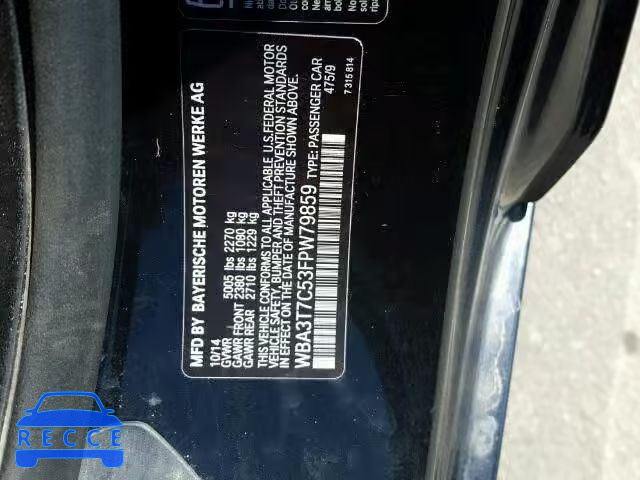 MFD BY BAYERISCHE MOTOREN WERKE AG
10/14
GVWR 5005 lbs 2270 kg
GAWR FRONT 2380 lbs 1080 kg
GAWR REAR 2710 lbs 1229 kg
THIS VEHICLE CONFORMS TO ALL APPLICABLE U.S. FEDERAL MOTOR
VEHICLE SAFETY, BUMPER AND THEFT PREVENTION STANDARDS
IN EFFECT ON THE DATE OF MANUFACTURE SHOWN ABOVE.
WBA3T7C53FPW79859 TYPE: PASSENGER CAR
475/9
7 315 814
RECCE